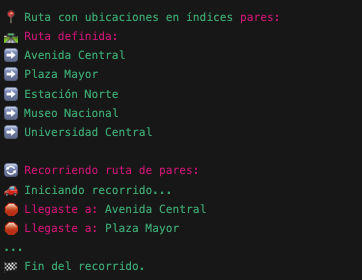 📍 Ruta con ubicaciones en índices pares:
🛣️ Ruta definida:
➡️ Avenida Central
➡️ Plaza Mayor
➡️ Estación Norte
➡️ Museo Nacional
➡️ Universidad Central
🔄 Recorriendo ruta de pares:
🚗 Iniciando recorrido...
🛑 Llegaste a: Avenida Central
🛑 Llegaste a: Plaza Mayor
...
🏁 Fin del recorrido.